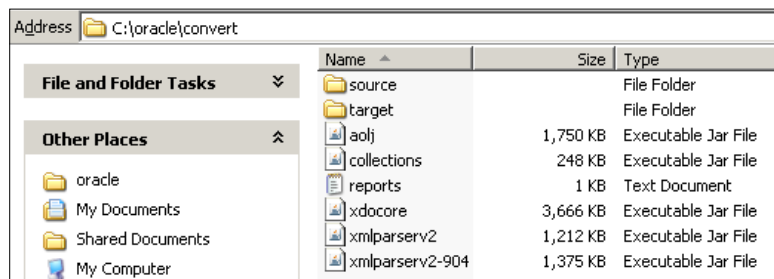 Address C:\oracle\convert
File and Folder Tasks
Other Places
oracle
My Documents
Shared Documents
My Computer
Name Size Type
source File Folder
target File Folder
aolj 1,750 KB Executable Jar File
collections 248 KB Executable Jar File
reports 1 KB Text Document
xdocore 3,666 KB Executable Jar File
xmlparserv2 1,212 KB Executable Jar File
xmlparserv2-904 1,375 KB Executable Jar File